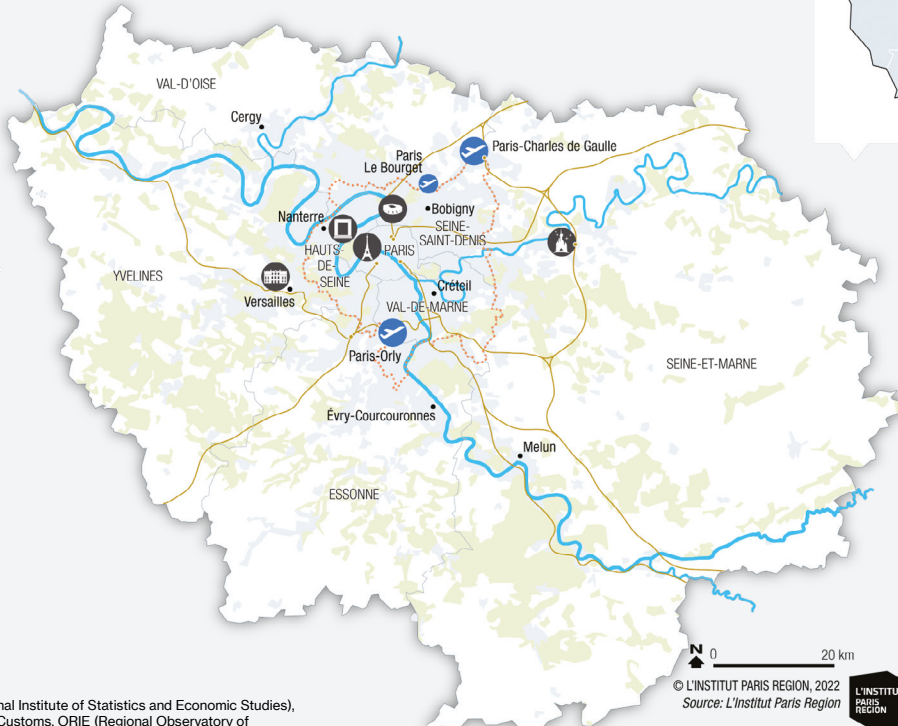 VAL-D'OISE
Cergy
Paris-Charles de Gaulle
Paris
Le Bourget
Bobigny
Nanterre
SEINE-
SAINT-DENIS
HAUTS
DE-
SEINE
PARIS
YVELINES
Créteil
Versailles
VAL-DE-MARNE
Paris-Orly
SEINE-ET-MARNE
Évry-Courcouronnes
Melun
ESSONNE
N 0 20 km
© L'INSTITUT PARIS REGION, 2022
Source: L'Institut Paris Region
L'INSTITU
PARIS
REGION
nal Institute of Statistics and Economic Studies),
Customs, ORIE (Regional Observatory of